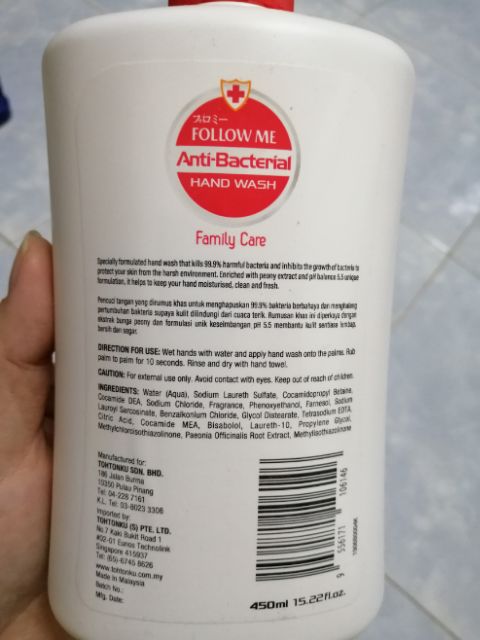 フロミー
FOLLOW ME
Anti-Bacterial
HAND WASH
Family Care
Specially formulated hand wash that kills 99.9% harmful bacteria and inhibits the growth of bacteria to
protect your skin from the harsh environment. Enriched with peony extract and pH balance 5.5 unique
formulation, it helps to keep your hand moisturised, clean and fresh.
Pencuci tangan yang dirumus khas untuk menghapuskan 99.9% bakteria berbahaya dan menghalang
pertumbuhan bakteria supaya kulit dilindungi dari cuaca terik. Rumusan khas ini diperkaya dengan
ekstrak bunga peony dan formulasi unik keseimbangan pH 5.5 membantu kulit sentiasa lembap,
bersih dan segar.
DIRECTION FOR USE: Wet hands with water and apply hand wash onto the palms. Rub
palm to palm for 10 seconds. Rinse and dry with hand towel.
CAUTION: For external use only. Avoid contact with eyes. Keep out of reach of children.
INGREDIENTS: Water (Aqua), Sodium Laureth Sulfate, Cocamidopropyl Betaine,
Cocamide DEA, Sodium Chloride, Fragrance, Phenoxyethanol, Farnesol, Sodium
Lauroyl Sarcosinate, Benzalkonium Chloride, Glycol Distearate, Tetrasodium EDTA,
Citric Acid, Cocamide MEA, Bisabolol, Laureth-10, Propylene Glycol,
Methylchloroisothiazolinone, Paeonia Officinalis Root Extract, Methylisothiazolinone
Manufactured for:
TOHTONKU SDN. BHD.
186 Jalan Burma
10350 Pulau Pinang
Tel: 04-228 7161
K.L. Tel: 03-8023 3306
Imported by:
TOHTONKU (S) PTE. LTD.
No.7 Kaki Bukit Road 1
#02-01 Eunos Technolink
Singapore 415937
Tel: (65)-6745 8626
www.tohtonku.com.my
Made In Malaysia
Batch No.:
Mfg. Date:
9 556171 106146
450ml 15.22fl.oz.